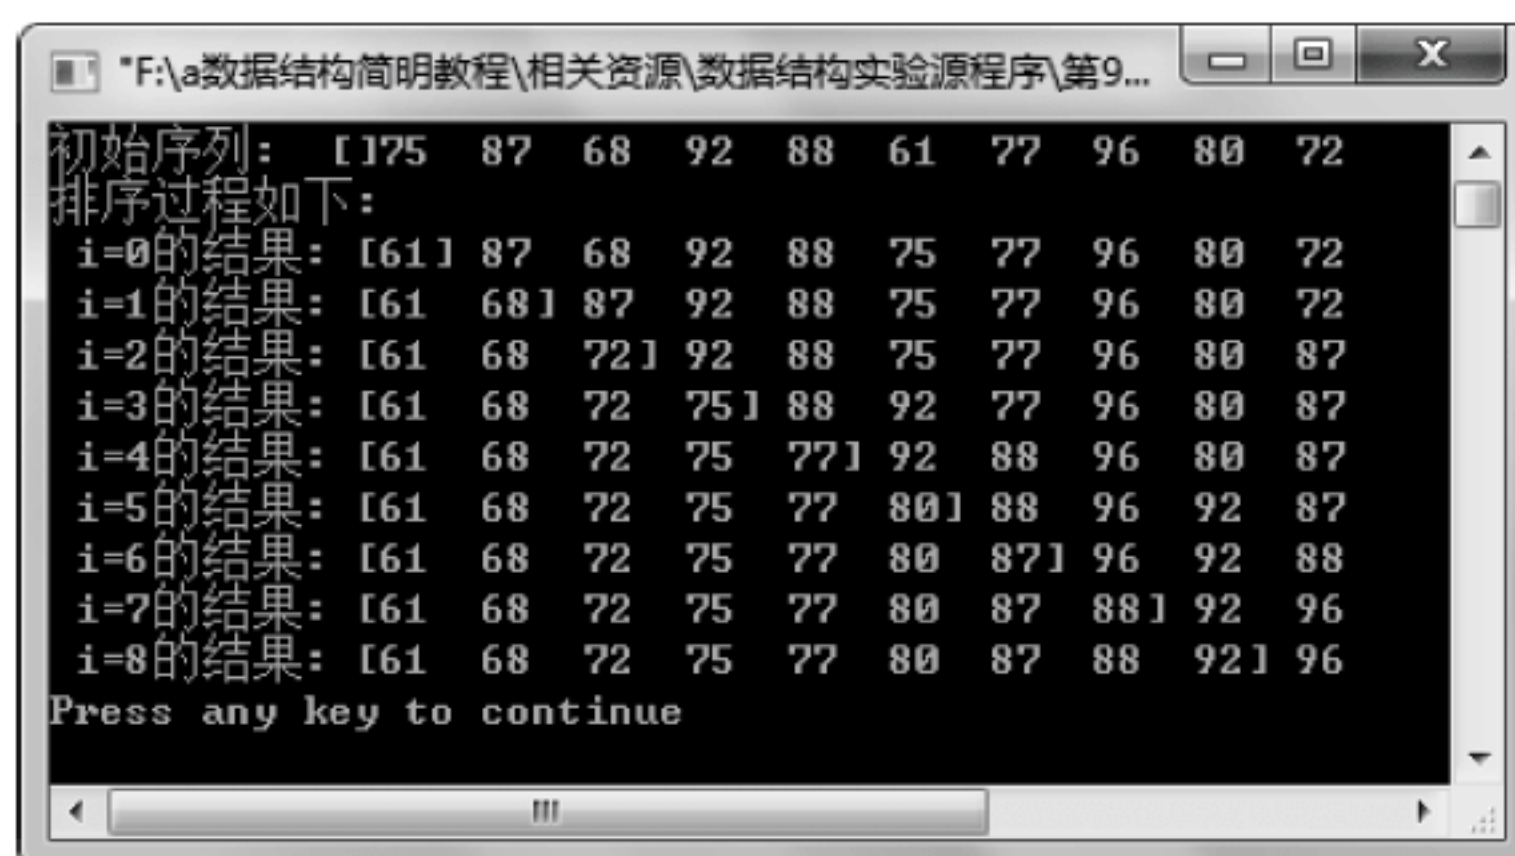 "F:\a数据结构简明教程\相关资源\数据结构实验源程序\第9...
初始序列: []75 87 68 92 88 61 77 96 80 72
排序过程如下:
i=0的结果: [61] 87 68 92 88 75 77 96 80 72
i=1的结果: [61 68] 87 92 88 75 77 96 80 72
i=2的结果: [61 68 72] 92 88 75 77 96 80 87
i=3的结果: [61 68 72 75] 88 92 77 96 80 87
i=4的结果: [61 68 72 75 77] 92 88 96 80 87
i=5的结果: [61 68 72 75 77 80] 88 96 92 87
i=6的结果: [61 68 72 75 77 80 87] 96 92 88
i=7的结果: [61 68 72 75 77 80 87 88] 92 96
i=8的结果: [61 68 72 75 77 80 87 88 92] 96
Press any key to continue